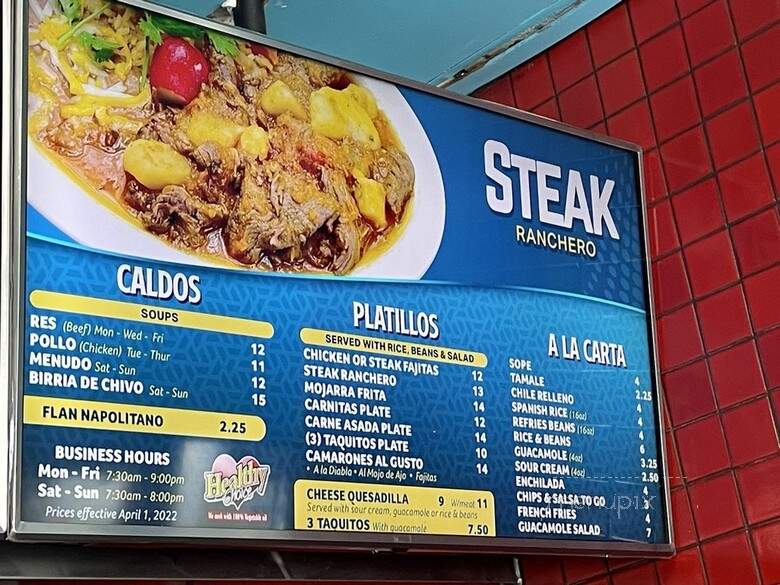 STEAK
RANCHERO
CALDOS
SOUPS
RES (Beef) Mon - Wed - Fri 12
POLLO (Chicken) Tue - Thur 11
MENUDO Sat - Sun 12
BIRRIA DE CHIVO Sat - Sun 15
FLAN NAPOLITANO 2.25
BUSINESS HOURS
Mon - Fri 7:30am - 9:00pm
Sat - Sun 7:30am - 8:00pm
Prices effective April 1, 2022
Healthy
Choice
We cook with 100% Vegetable oil
PLATILLOS
SERVED WITH RICE, BEANS & SALAD
CHICKEN OR STEAK FAJITAS 12
STEAK RANCHERO 13
MOJARRA FRITA 14
CARNITAS PLATE 12
CARNE ASADA PLATE 14
(3) TAQUITOS PLATE 10
CAMARONES AL GUSTO 14
• A la Diabla • Al Mojo de Ajo • Fajitas
CHEESE QUESADILLA 9 W/meat 11
Served with sour cream, guacamole or rice & beans
3 TAQUITOS With guacamole 7.50
A LA CARTA
SOPE 4
TAMALE 2.25
CHILE RELLENO 4
SPANISH RICE (16oz) 4
REFRIES BEANS (16oz) 4
RICE & BEANS 6
GUACAMOLE (4oz) 3.25
SOUR CREAM (4oz) 2.50
ENCHILADA 4
CHIPS & SALSA TO GO 4
FRENCH FRIES 4
GUACAMOLE SALAD 7